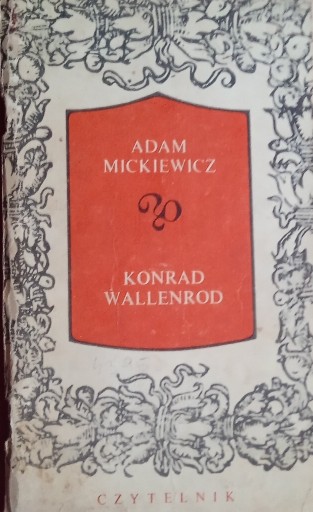 ADAM
MICKIEWICZ
KONRAD
WALLENROD
CZYTELNIK